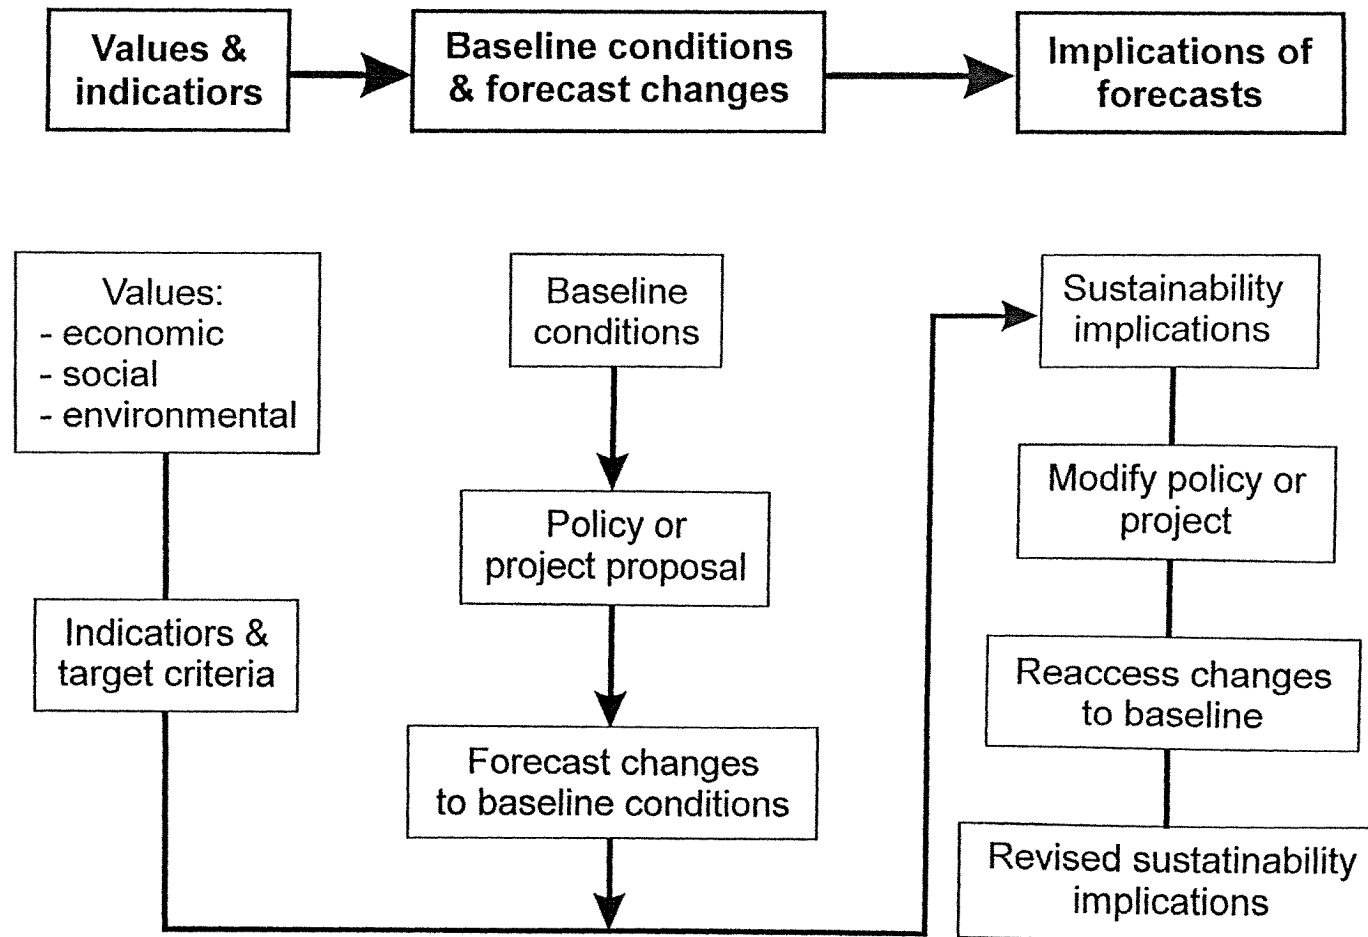 Values &
indicatiors
Baseline conditions
& forecast changes
Implications of
forecasts
Values:
- economic
- social
- environmental
Indicatiors &
target criteria
Baseline
conditions
Policy or
project proposal
Forecast changes
to baseline conditions
Sustainability
implications
Modify policy or
project
Reaccess changes
to baseline
Revised sustatinability
implications